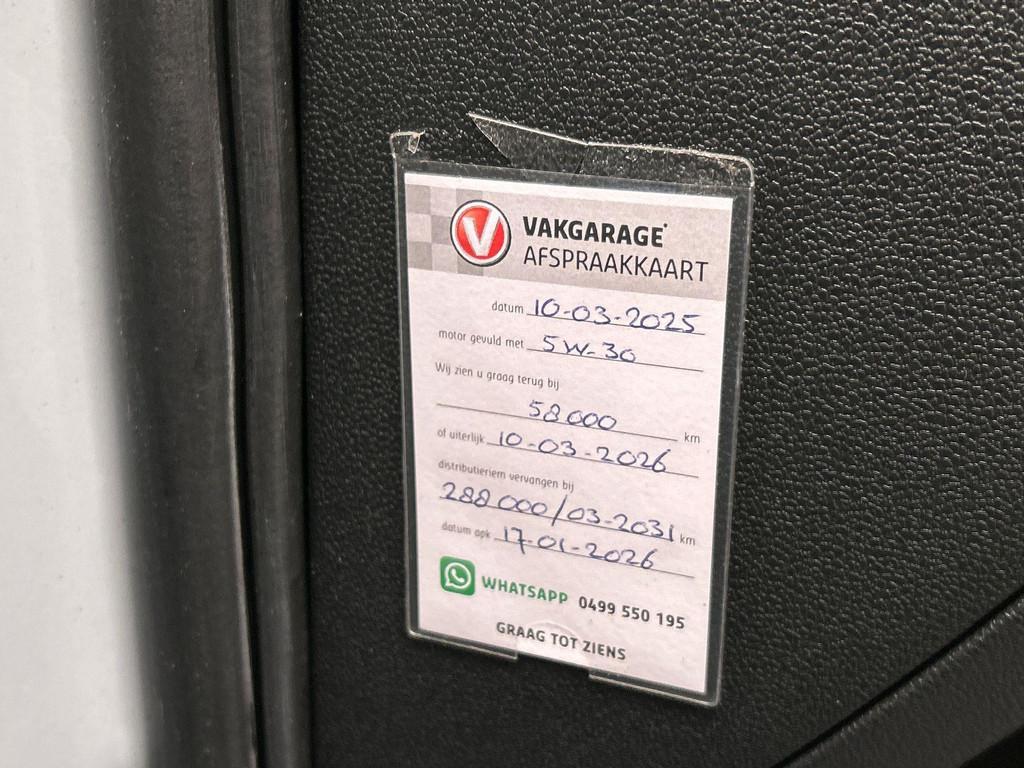 V VAKGARAGE
AFSPRAAKKAART
datum 10-03-2025
motor gevuld met 5W-30
Wij zien u graag terug bij
58000 km
of uiterlijk 10-03-2026
distributieriem vervangen bij
288000/03-2031 km
datum apk 17-01-2026
WHATSAPP 0499 550 195
GRAAG TOT ZIENS